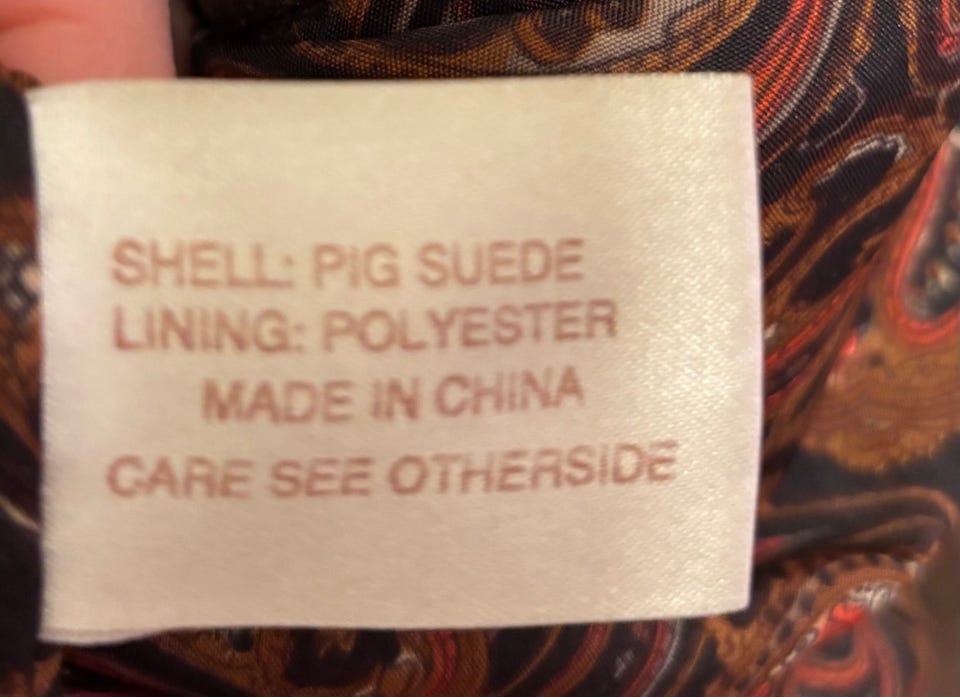 SHELL: PIG SUEDE
LINING: POLYESTER
MADE IN CHINA
CARE SEE OTHERSIDE